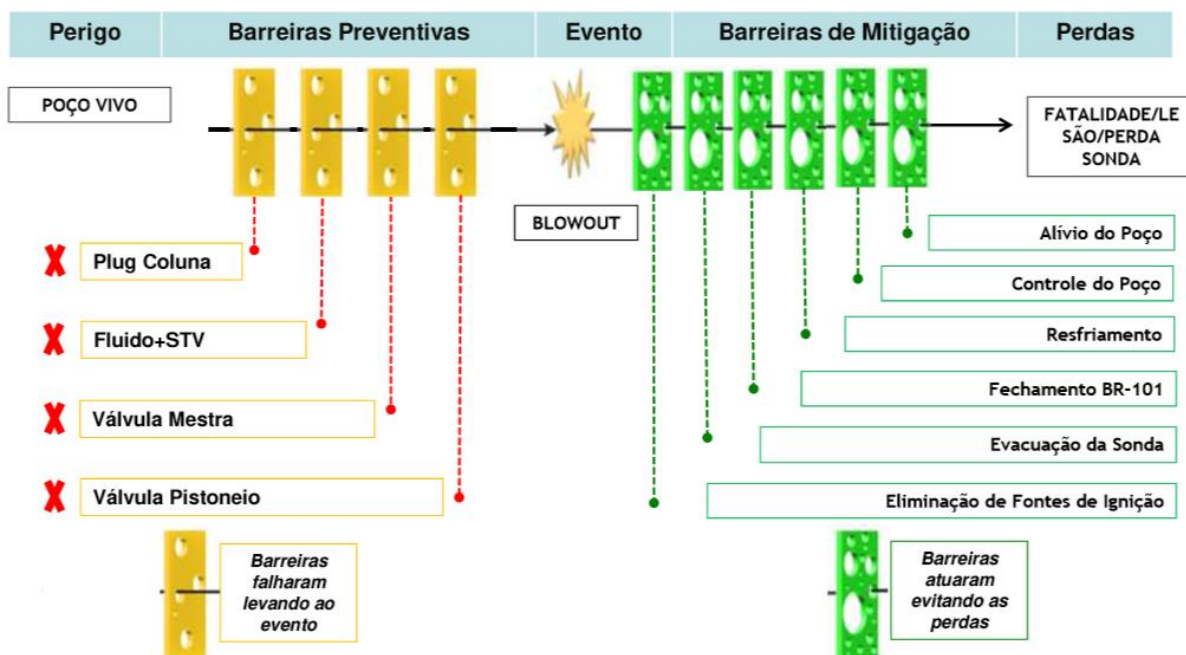 Perigo
Barreiras Preventivas
Evento
Barreiras de Mitigação
Perdas
POÇO VIVO
FATALIDADE/LE
SÃO/PERDA
SONDA
BLOWOUT
Plug Coluna
Fluido+STV
Válvula Mestra
Válvula Pistoneio
Alívio do Poço
Controle do Poço
Resfriamento
Fechamento BR-101
Evacuação da Sonda
Eliminação de Fontes de Ignição
Barreiras
falharam
levando ao
evento
Barreiras
atuaram
evitando as
perdas